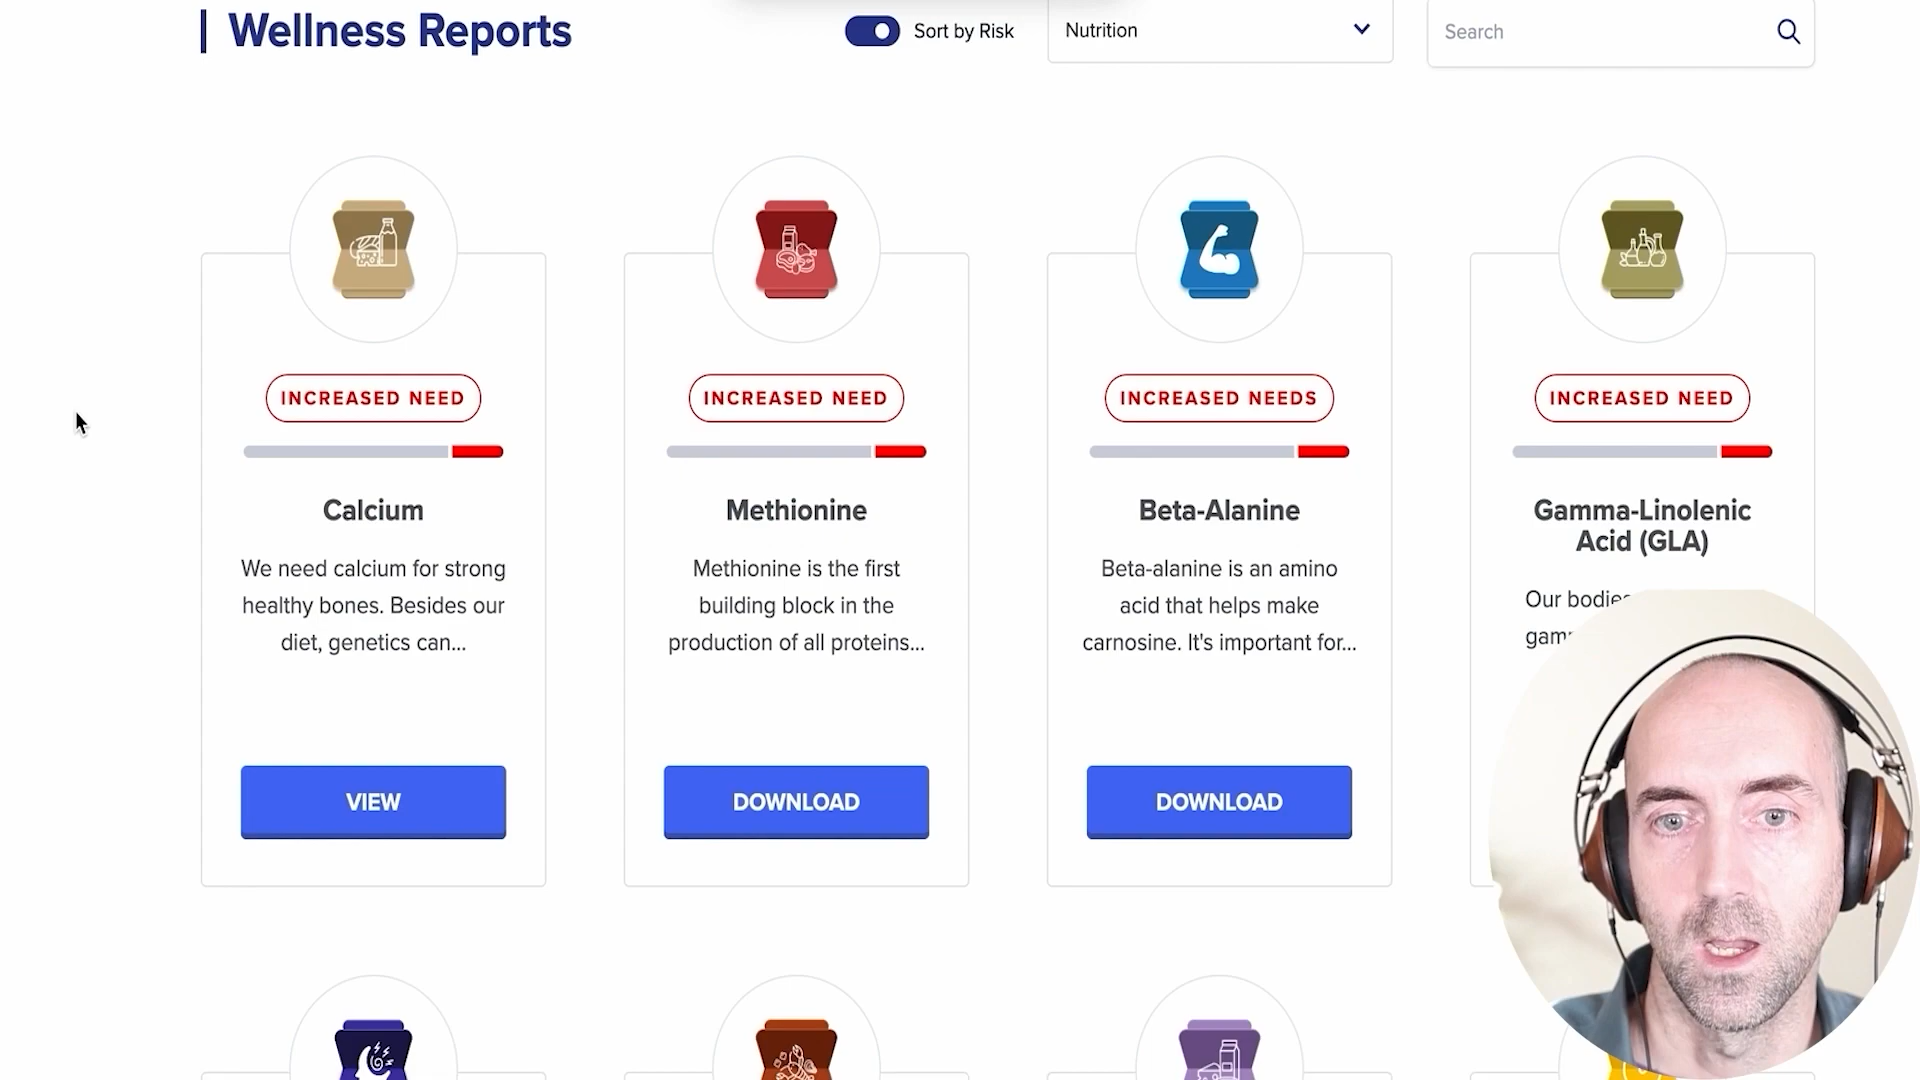 Wellness Reports
Sort by Risk
Nutrition
Search
INCREASED NEED
Calcium
We need calcium for strong
healthy bones. Besides our
diet, genetics can...
VIEW
INCREASED NEED
Methionine
Methionine is the first
building block in the
production of all proteins...
DOWNLOAD
INCREASED NEEDS
Beta-Alanine
Beta-alanine is an amino
acid that helps make
carnosine. It's important for...
DOWNLOAD
INCREASED NEED
Gamma-Linolenic
Acid (GLA)
Our